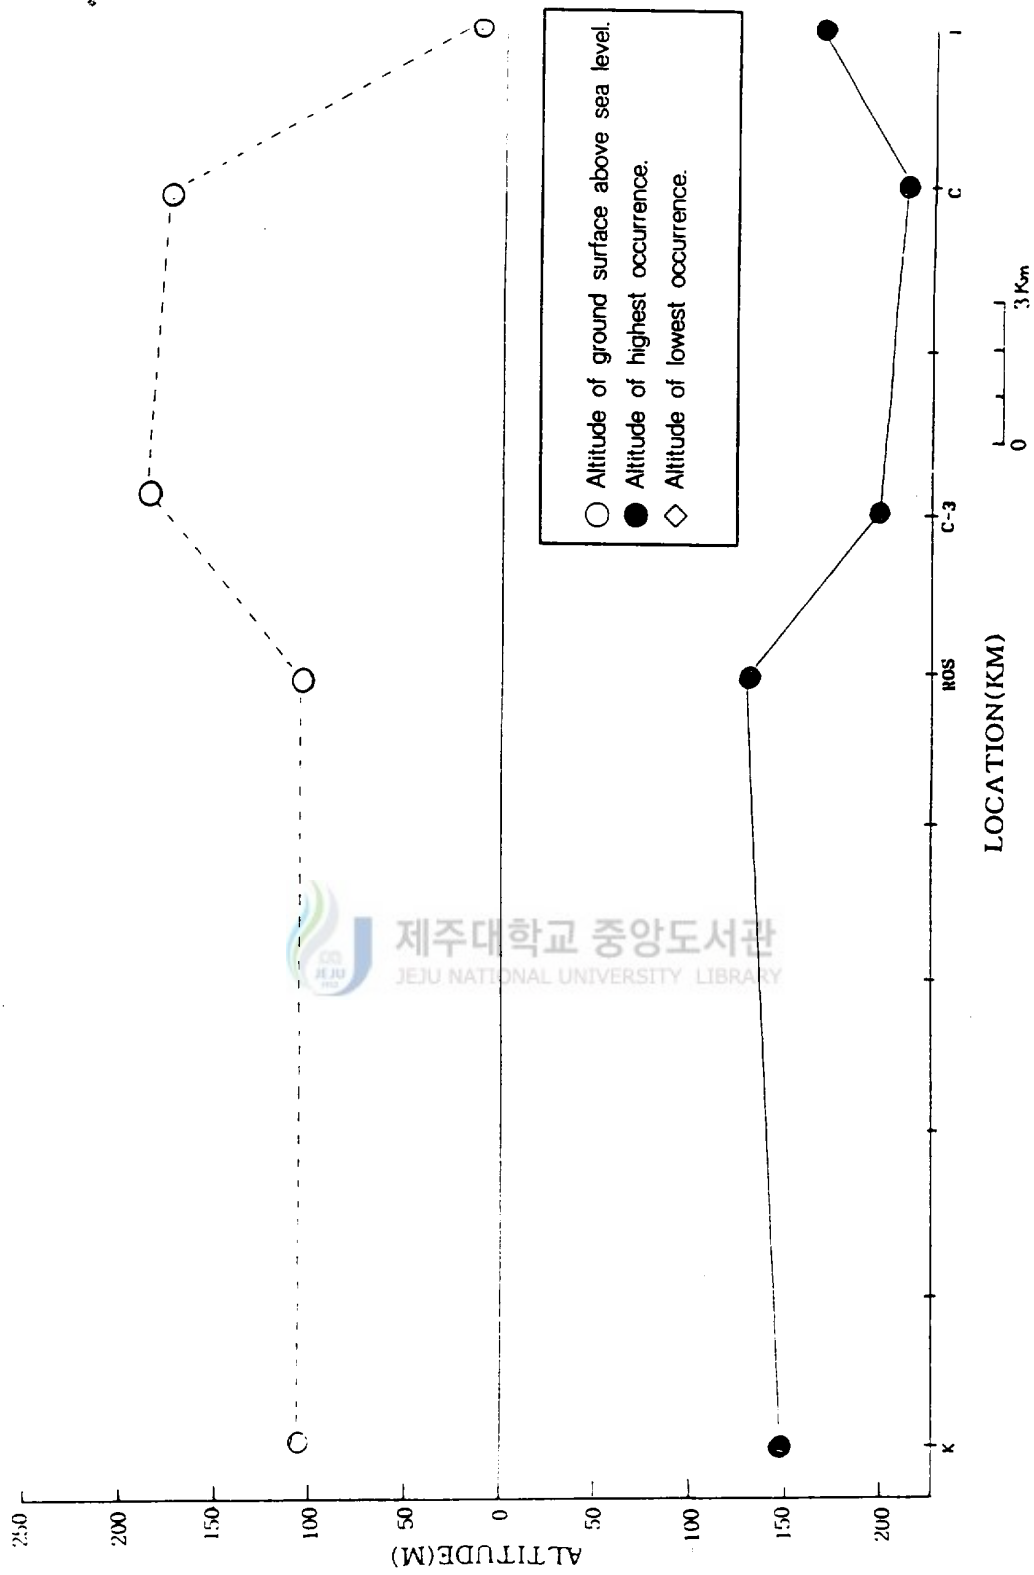 250
200
150
100
50
0
50
100
150
200
ALTITUDE(M)
○ Altitude of ground surface above sea level.
● Altitude of highest occurrence.
◇ Altitude of lowest occurrence.
제주대학교 중앙도서관
JEJU NATIONAL UNIVERSITY LIBRARY
JEJU
1952
K
C-3
C
I
LOCATION(KM)
0 3 Km